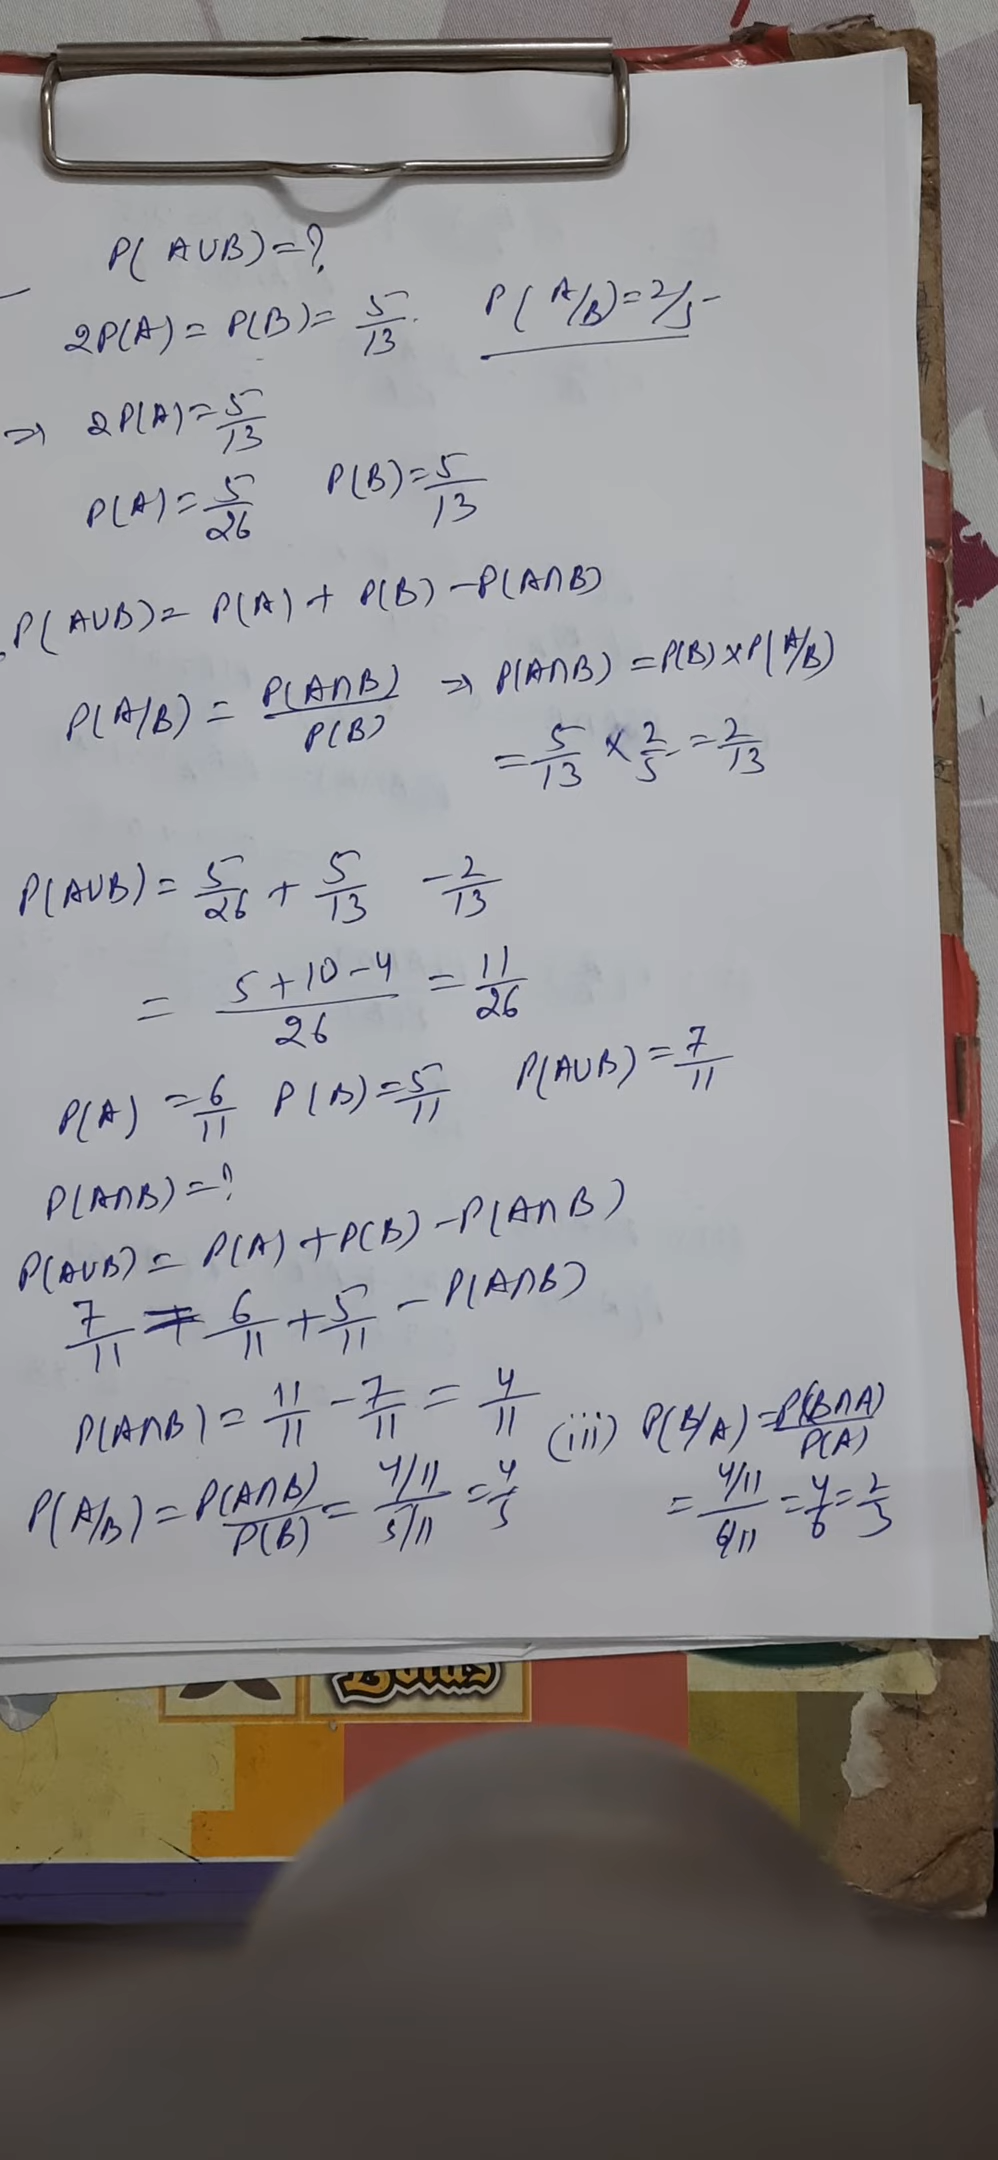 P(A∪B)=?
2P(A)= P(B)= 5/13. P(A/B)=2/5
⇒ 2P(A)=5/13
P(A)=5/26 P(B)=5/13
P(A∪B)= P(A)+ P(B)-P(A∩B)
P(A/B) = P(A∩B)/P(B) ⇒ P(A∩B) =P(B)×P(A/B)
=5/13 × 2/5 =2/13
P(A∪B)= 5/26 + 5/13 -2/13
= 5+10-4/26 = 11/26
P(A) =6/11 P(B)=5/11 P(A∪B) =7/11
P(A∩B)=?
P(A∪B)= P(A)+P(B)-P(A∩B)
7/11 = 6/11 + 5/11 - P(A∩B)
P(A∩B)= 11/11 - 7/11 = 4/11
(iii) P(B/A)=P(B∩A)/P(A)
P(A/B)=P(A∩B)/P(B) = 4/11/5/11 =4/5
= 4/11/6/11 =4/6=2/3
Lotus